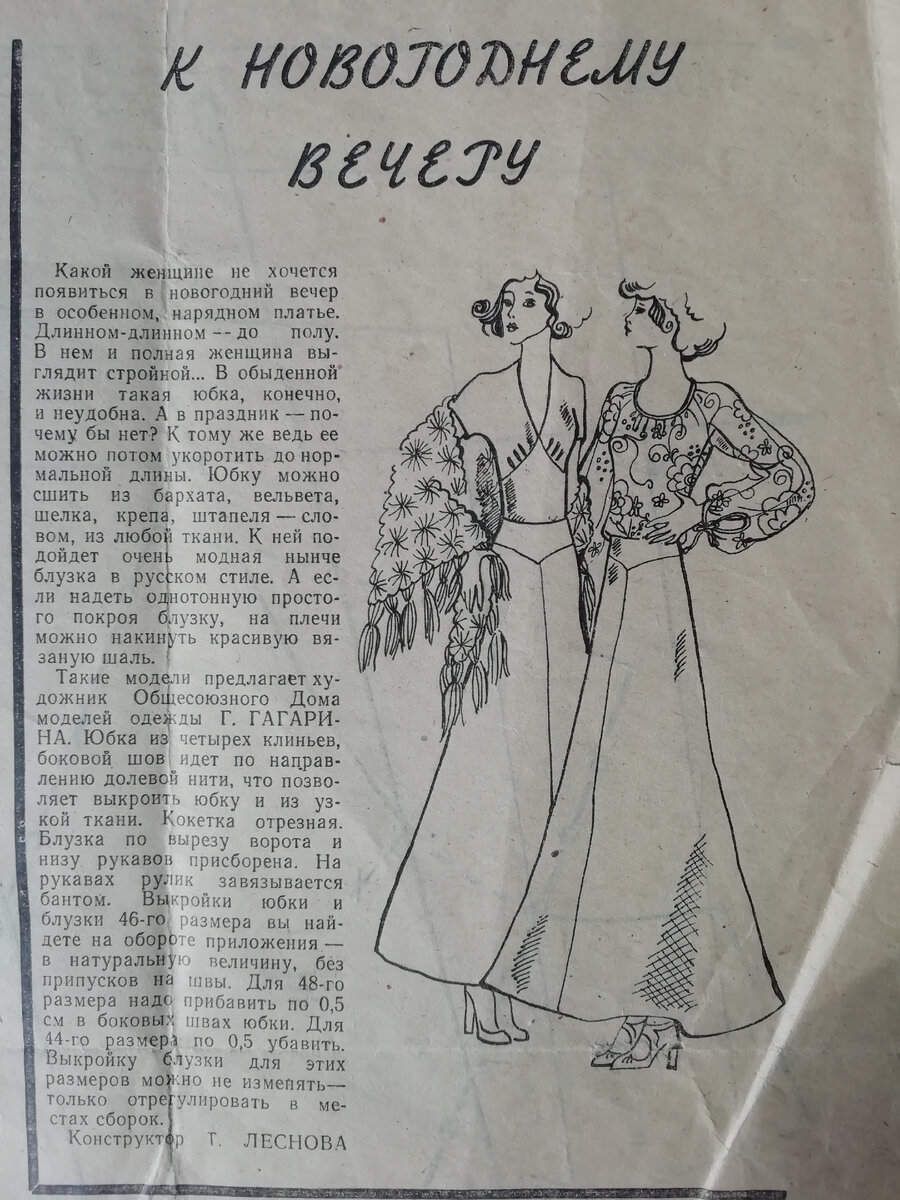 К НОВОГОДНЕМУ
ВЕЧЕРУ
Какой женщине не хочется
появиться в новогодний вечер
в особенном, нарядном платье.
Длинном-длинном — до полу.
В нем и полная женщина вы-
глядит стройной... В обыденной
жизни такая юбка, конечно,
и неудобна. А в праздник — по-
чему бы нет? К тому же ведь ее
можно потом укоротить до нор-
мальной длины. Юбку можно
сшить из бархата, вельвета,
шелка, крепа, штапеля — сло-
вом, из любой ткани. К ней по-
дойдет очень модная нынче
блузка в русском стиле. А ес-
ли надеть однотонную просто-
го покроя блузку, на плечи
можно накинуть красивую вя-
заную шаль.
Такие модели предлагает ху-
дожник Общесоюзного Дома
моделей одежды Г. ГАГАРИ-
НА. Юбка из четырех клиньев,
боковой шов идет по направ-
лению долевой нити, что позво-
ляет выкроить юбку и из уз-
кой ткани. Кокетка отрезная.
Блузка по вырезу ворота и
низу рукавов присборена. На
рукавах рулик завязывается
бантом. Выкройки юбки и
блузки 46-го размера вы най-
дете на обороте приложения —
в натуральную величину, без
припусков на швы. Для 48-го
размера надо прибавить по 0,5
см в боковых швах юбки. Для
44-го размера по 0,5 убавить.
Выкройку блузки для этих
размеров можно не изменять—
только отрегулировать в ме-
стах сборок.
Конструктор Т. ЛЕСНОВА